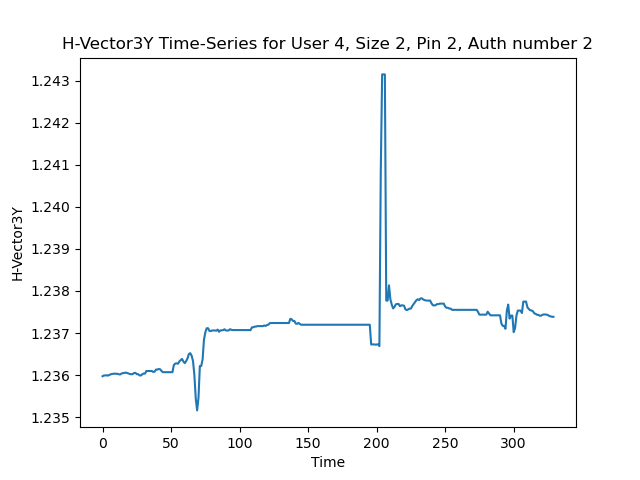 H-Vector3Y Time-Series for User 4, Size 2, Pin 2, Auth number 2
1.243
1.242
1.241
1.240
1.239
1.238
1.237
1.236
1.235
H-Vector3Y
0 50 100 150 200 250 300
Time